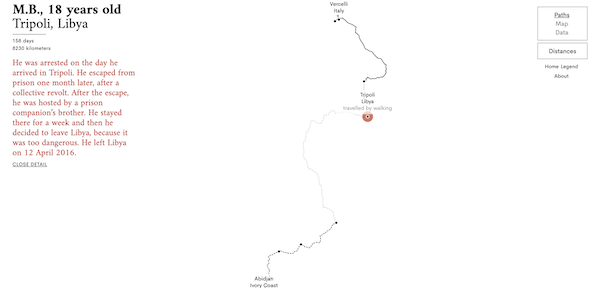 M.B., 18 years old
Tripoli, Libya
158 days
8230 kilometers
He was arrested on the day he
arrived in Tripoli. He escaped from
prison one month later, after a
collective revolt. After the escape,
he was hosted by a prison
companion's brother. He stayed
there for a week and then he
decided to leave Libya, because it
was too dangerous. He left Libya
on 12 April 2016.
CLOSE DETAIL
Vercelli
Italy
Tripoli
Libya
travelled by walking
Abidjan
Ivory Coast
Paths
Map
Data
Distances
Home Legend
About